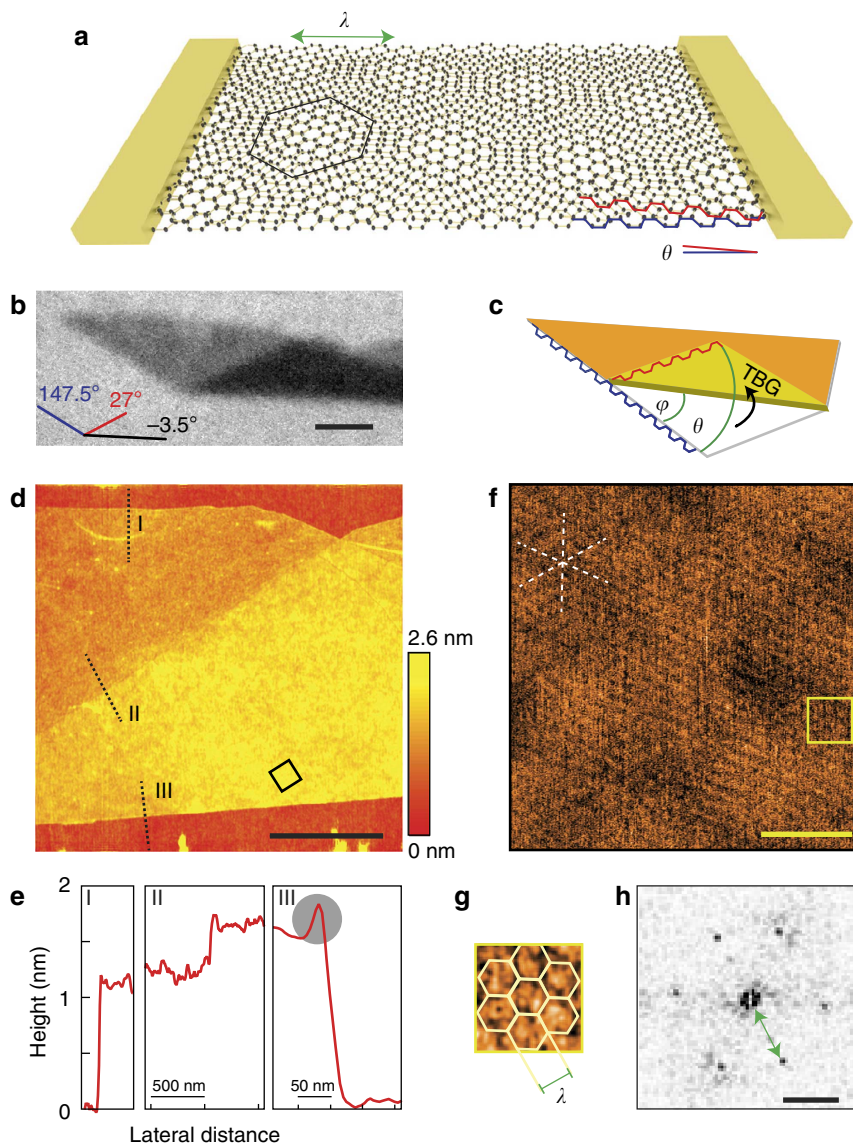 a
λ
θ
b
147.5°
27°
–3.5°
c
TBG
φ
θ
d
I
II
III
2.6 nm
0 nm
f
e
I
II
III
2
1
0
Height (nm)
500 nm
50 nm
Lateral distance
g
λ
h